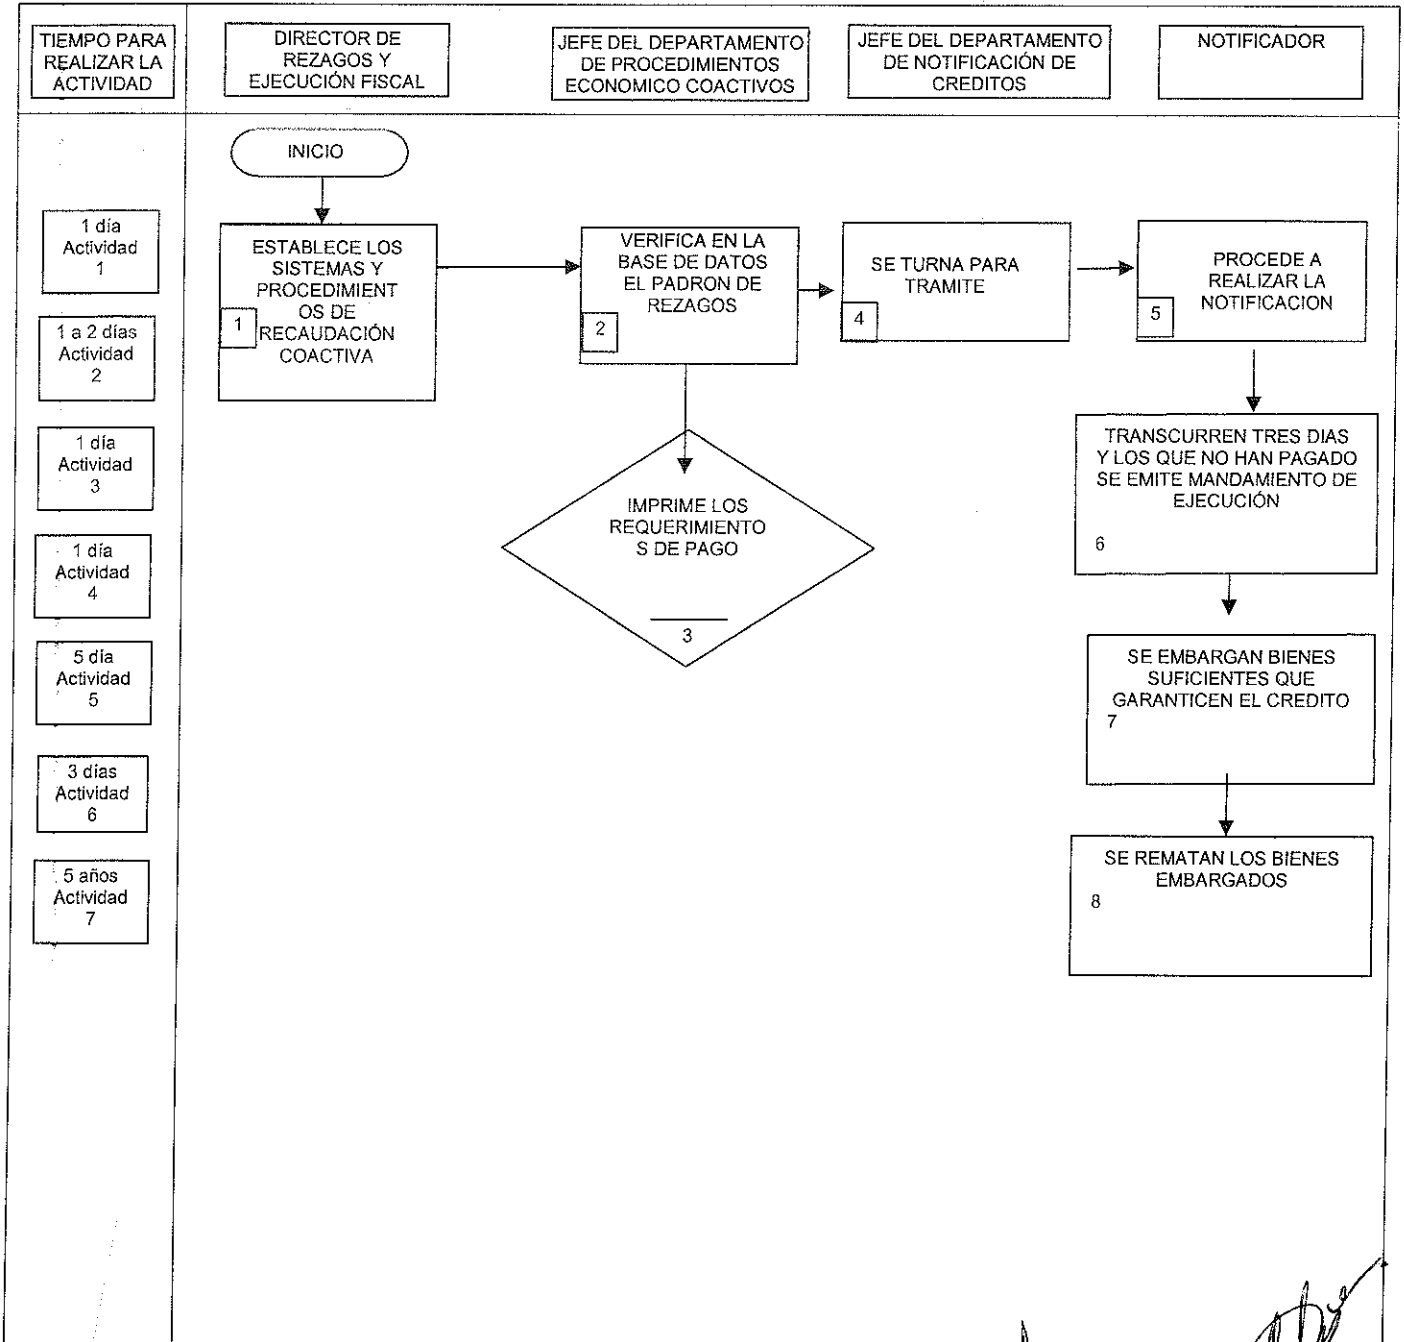 TIEMPO PARA
REALIZAR LA
ACTIVIDAD
DIRECTOR DE
REZAGOS Y
EJECUCIÓN FISCAL
JEFE DEL DEPARTAMENTO
DE PROCEDIMIENTOS
ECONOMICO COACTIVOS
JEFE DEL DEPARTAMENTO
DE NOTIFICACIÓN DE
CREDITOS
NOTIFICADOR
INICIO
1 día
Actividad
1
1 a 2 días
Actividad
2
1 día
Actividad
3
1 día
Actividad
4
5 día
Actividad
5
3 días
Actividad
6
5 años
Actividad
7
ESTABLECE LOS
SISTEMAS Y
PROCEDIMIENT
OS DE
RECAUDACIÓN
COACTIVA
1
VERIFICA EN LA
BASE DE DATOS
EL PADRON DE
REZAGOS
2
IMPRIME LOS
REQUERIMIENTO
S DE PAGO
3
SE TURNA PARA
TRAMITE
4
PROCEDE A
REALIZAR LA
NOTIFICACION
5
TRANSCURREN TRES DIAS
Y LOS QUE NO HAN PAGADO
SE EMITE MANDAMIENTO DE
EJECUCIÓN
6
SE EMBARGAN BIENES
SUFICIENTES QUE
GARANTICEN EL CREDITO
7
SE REMATAN LOS BIENES
EMBARGADOS
8